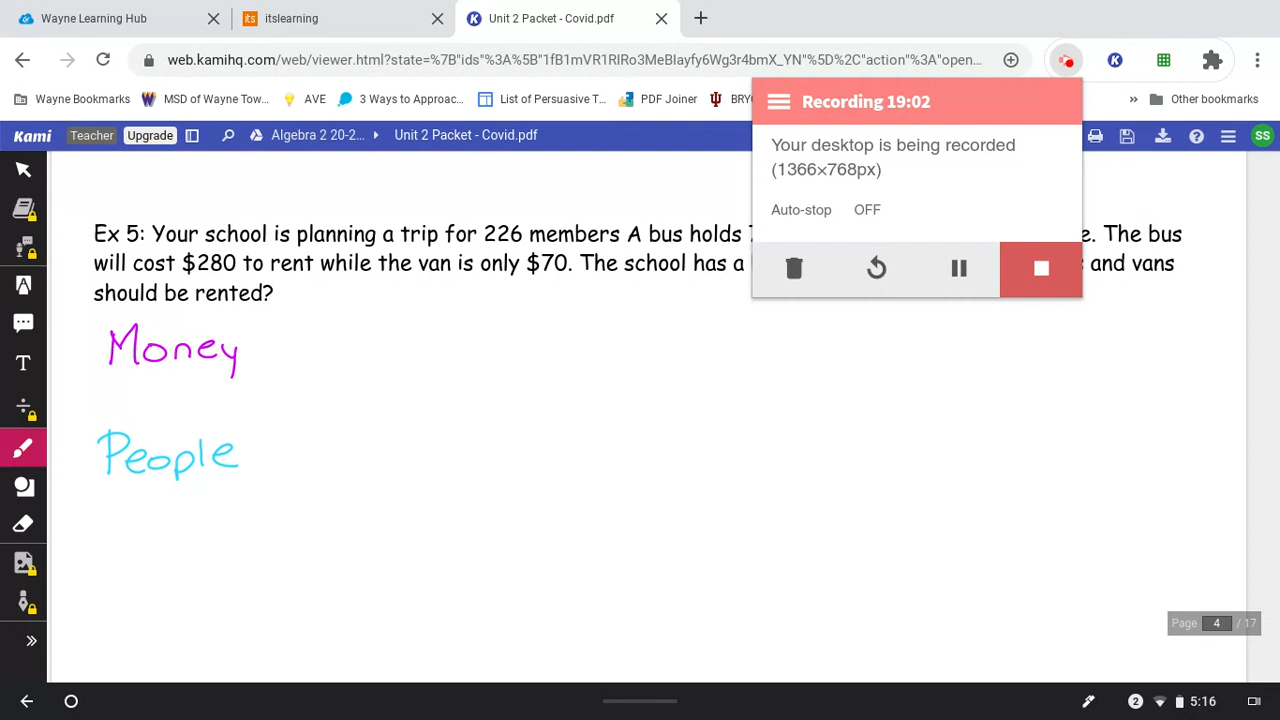 Wayne Learning Hub
itslearning
Unit 2 Packet - Covid.pdf
web.kamihq.com/web/viewer.html?state=%7B"ids"%3A%5B"1fB1mVR1RIRo3MeBIayfy6Wg3r4bmX_YN"%5D%2C"action"%3A"open...
Wayne Bookmarks
MSD of Wayne Tow...
AVE
3 Ways to Approac...
List of Persuasive T...
PDF Joiner
Other bookmarks
Recording 19:02
Kami
Teacher
Upgrade
Algebra 2 20-2...
Unit 2 Packet - Covid.pdf
SS
Your desktop is being recorded
(1366×768px)
Auto-stop OFF
Ex 5: Your school is planning a trip for 226 members A bus holds e. The bus
will cost $280 to rent while the van is only $70. The school has a and vans
should be rented?
Money
People
Page 4 / 17
2
5:16